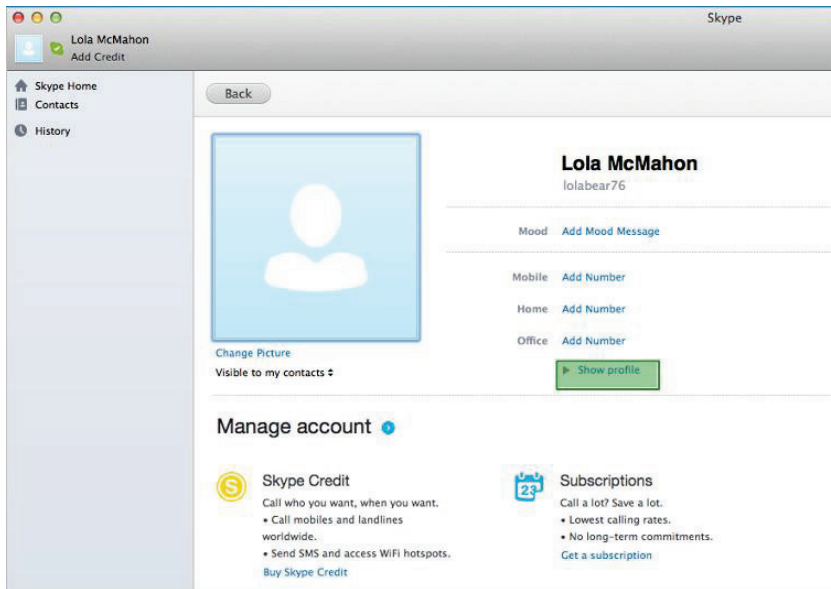 Skype
Lola McMahon
Add Credit
Skype Home
Contacts
History
Back
Lola McMahon
lolabear76
Mood Add Mood Message
Mobile Add Number
Home Add Number
Office Add Number
Change Picture
Visible to my contacts
Show profile
Manage account
S
Skype Credit
Call who you want, when you want.
• Call mobiles and landlines
worldwide.
• Send SMS and access WiFi hotspots.
Buy Skype Credit
23
Subscriptions
Call a lot? Save a lot.
• Lowest calling rates.
• No long-term commitments.
Get a subscription